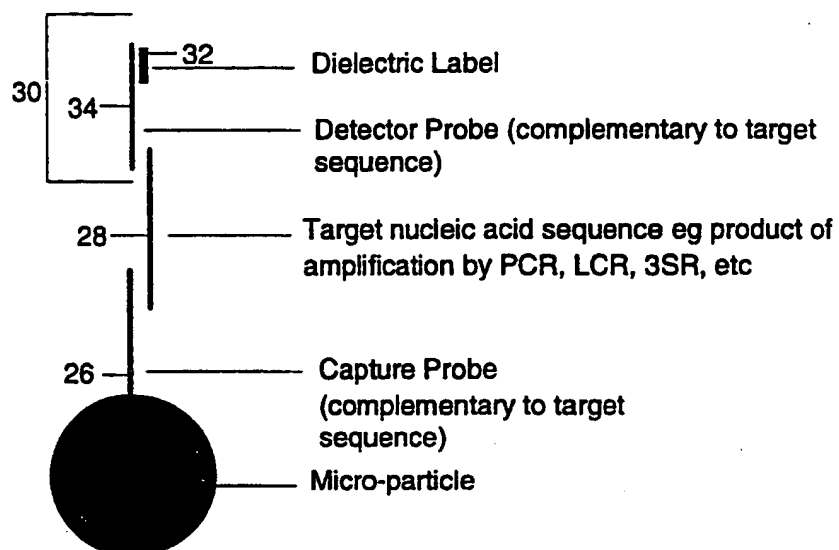 32
Dielectric Label
30
34
Detector Probe (complementary to target
sequence)
28
Target nucleic acid sequence eg product of
amplification by PCR, LCR, 3SR, etc
26
Capture Probe
(complementary to target
sequence)
Micro-particle